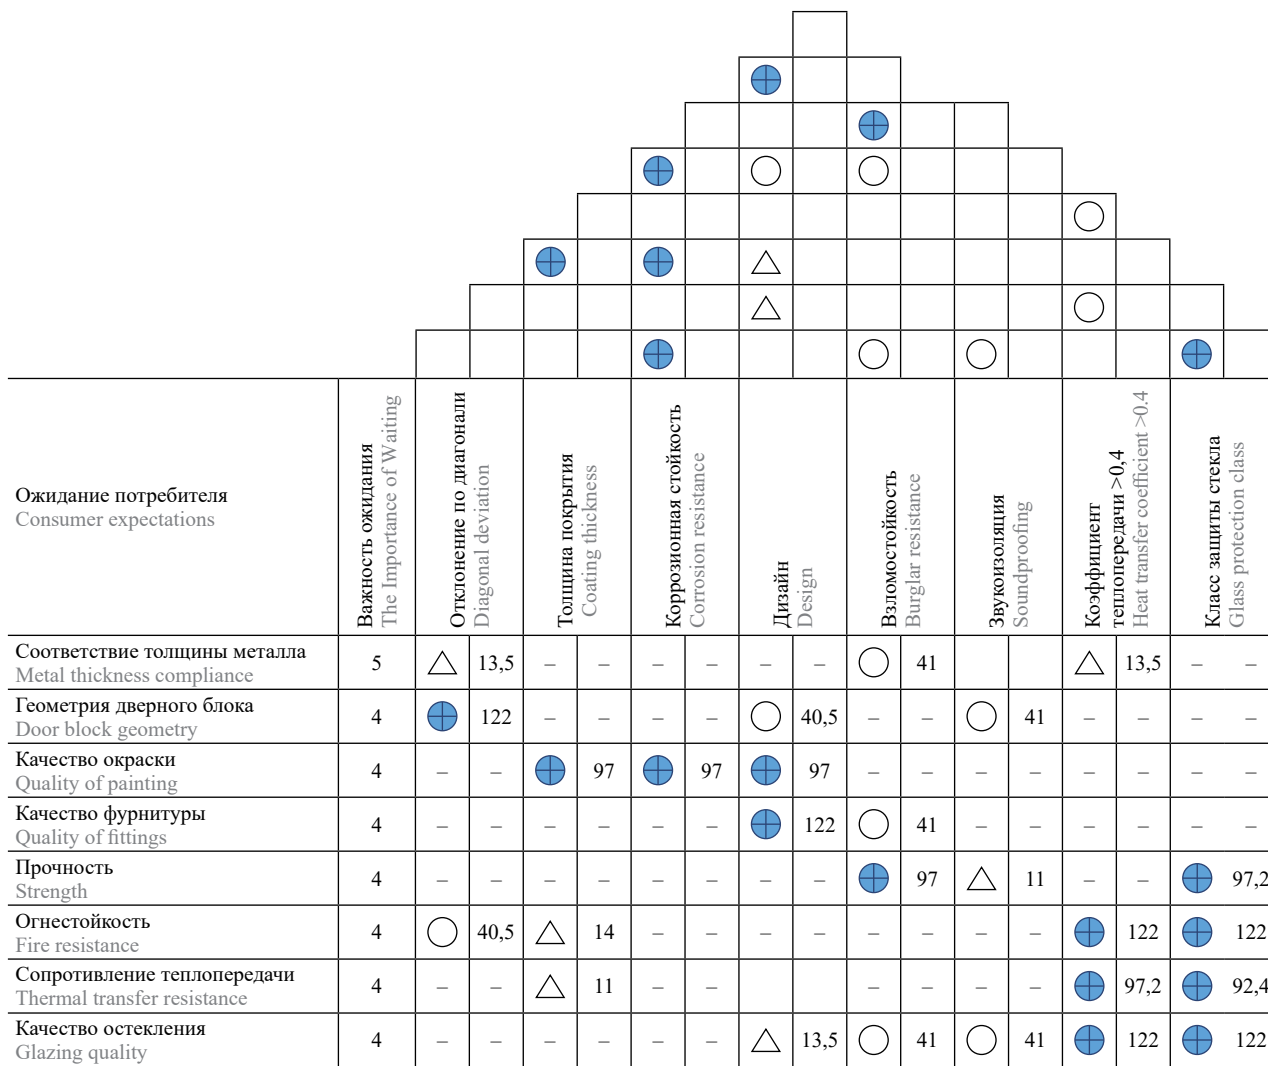 Ожидание потребителя
Consumer expectations
Важность ожидания
The Importance of Waiting
Отклонение по диагонали
Diagonal deviation
Толщина покрытия
Coating thickness
Коррозионная стойкость
Corrosion resistance
Дизайн
Design
Взломостойкость
Burglar resistance
Звукоизоляция
Soundproofing
Коэффициент
теплопередачи >0,4
Heat transfer coefficient >0.4
Класс защиты стекла
Glass protection class
Соответствие толщины металла
Metal thickness compliance
5 13,5 – – – – – – 41 13,5 – –
Геометрия дверного блока
Door block geometry
4 122 – – – – 40,5 – – 41 – – – –
Качество окраски
Quality of painting
4 – – 97 97 97 – – – – – – – –
Качество фурнитуры
Quality of fittings
4 – – – – – – 122 41 – – – – – –
Прочность
Strength
4 – – – – – – – – 97 11 – – 97,2
Огнестойкость
Fire resistance
4 40,5 14 – – – – – – – – 122 122
Сопротивление теплопередачи
Thermal transfer resistance
4 – – 11 – – – – – – 97,2 92,4
Качество остекления
Glazing quality
4 – – – – – – 13,5 41 41 122 122